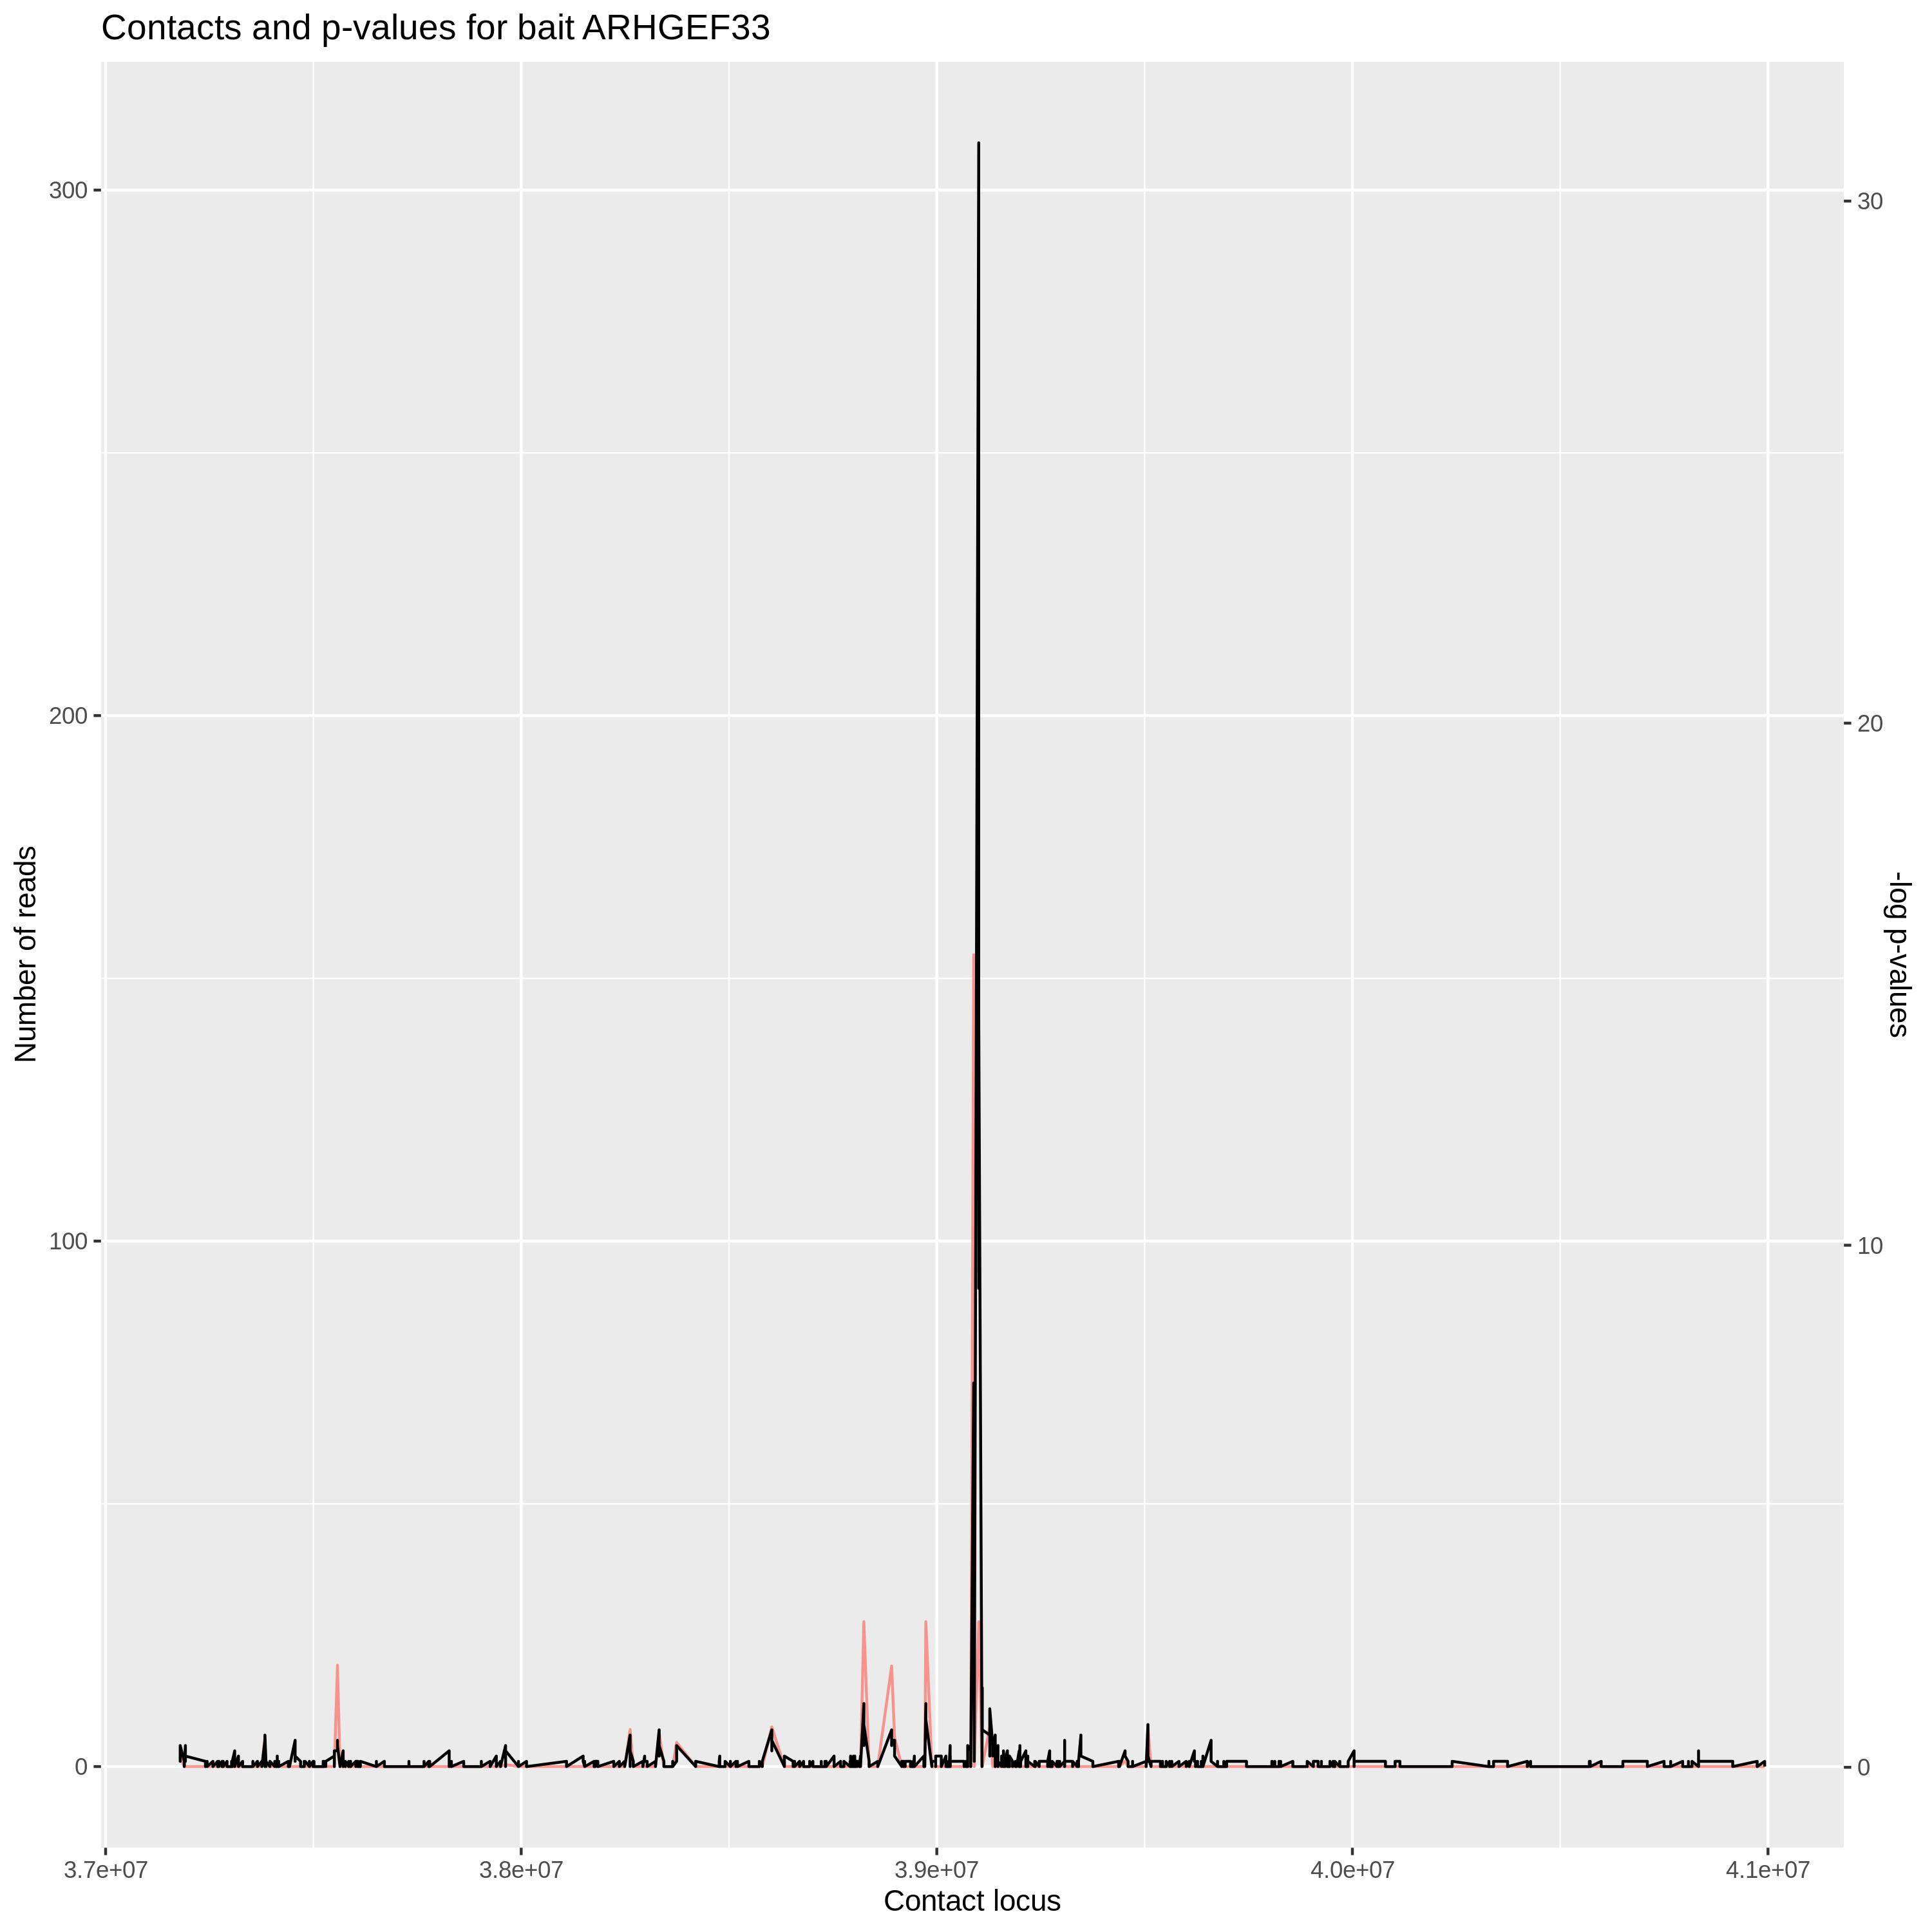 Contacts and p-values for bait ARHGEF33
300
200
100
0
Number of reads
30
20
10
0
-log p-values
3.7e+07
3.8e+07
3.9e+07
4.0e+07
4.1e+07
Contact locus